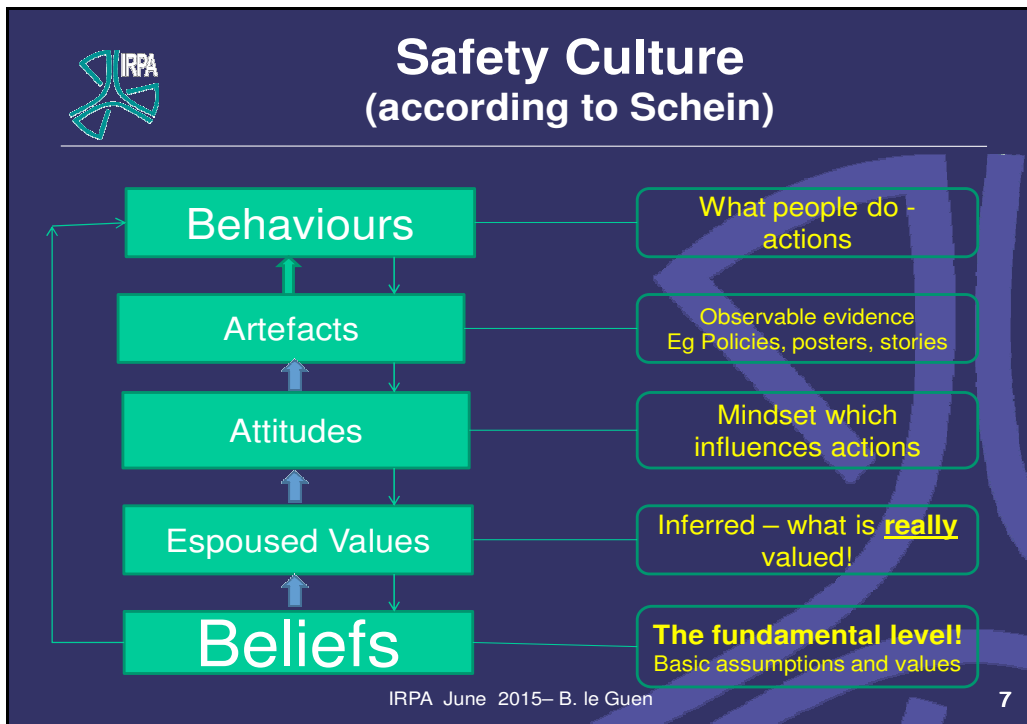 IRPA
Safety Culture
(according to Schein)
Behaviours
What people do -
actions
Artefacts
Observable evidence
Eg Policies, posters, stories
Attitudes
Mindset which
influences actions
Espoused Values
Inferred – what is really
valued!
Beliefs
The fundamental level!
Basic assumptions and values
IRPA June 2015– B. le Guen
7